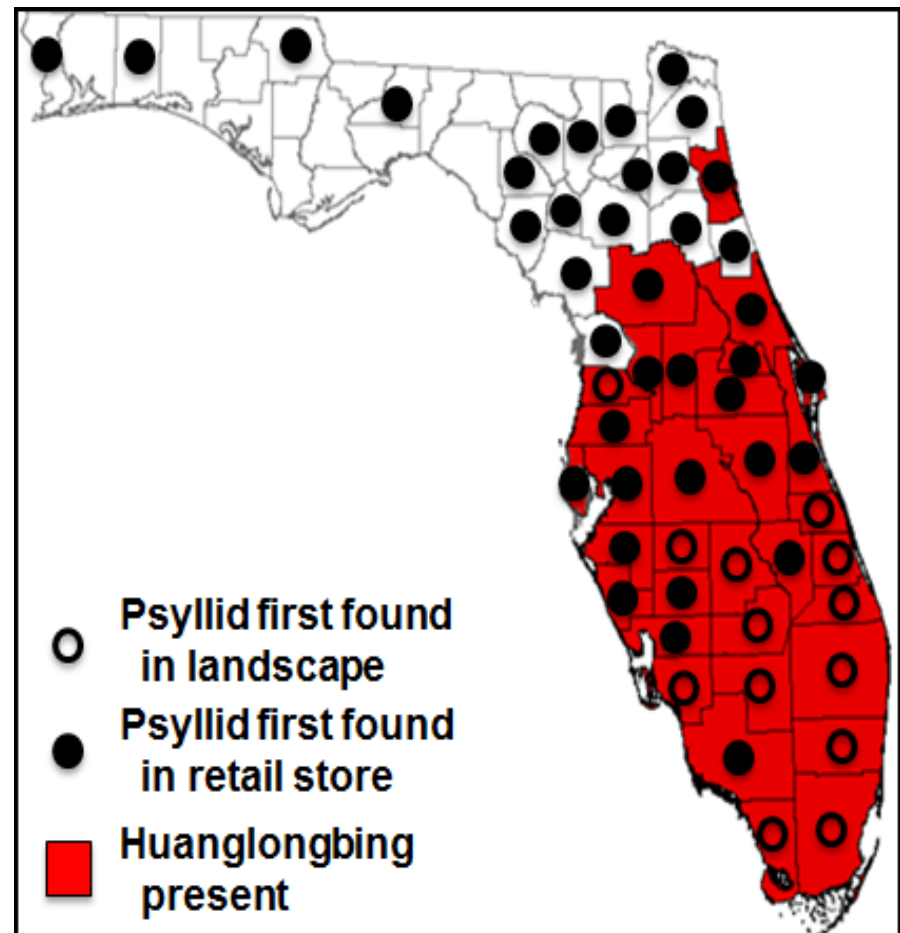 Psyllid first found
in landscape
Psyllid first found
in retail store
Huanglongbing
present